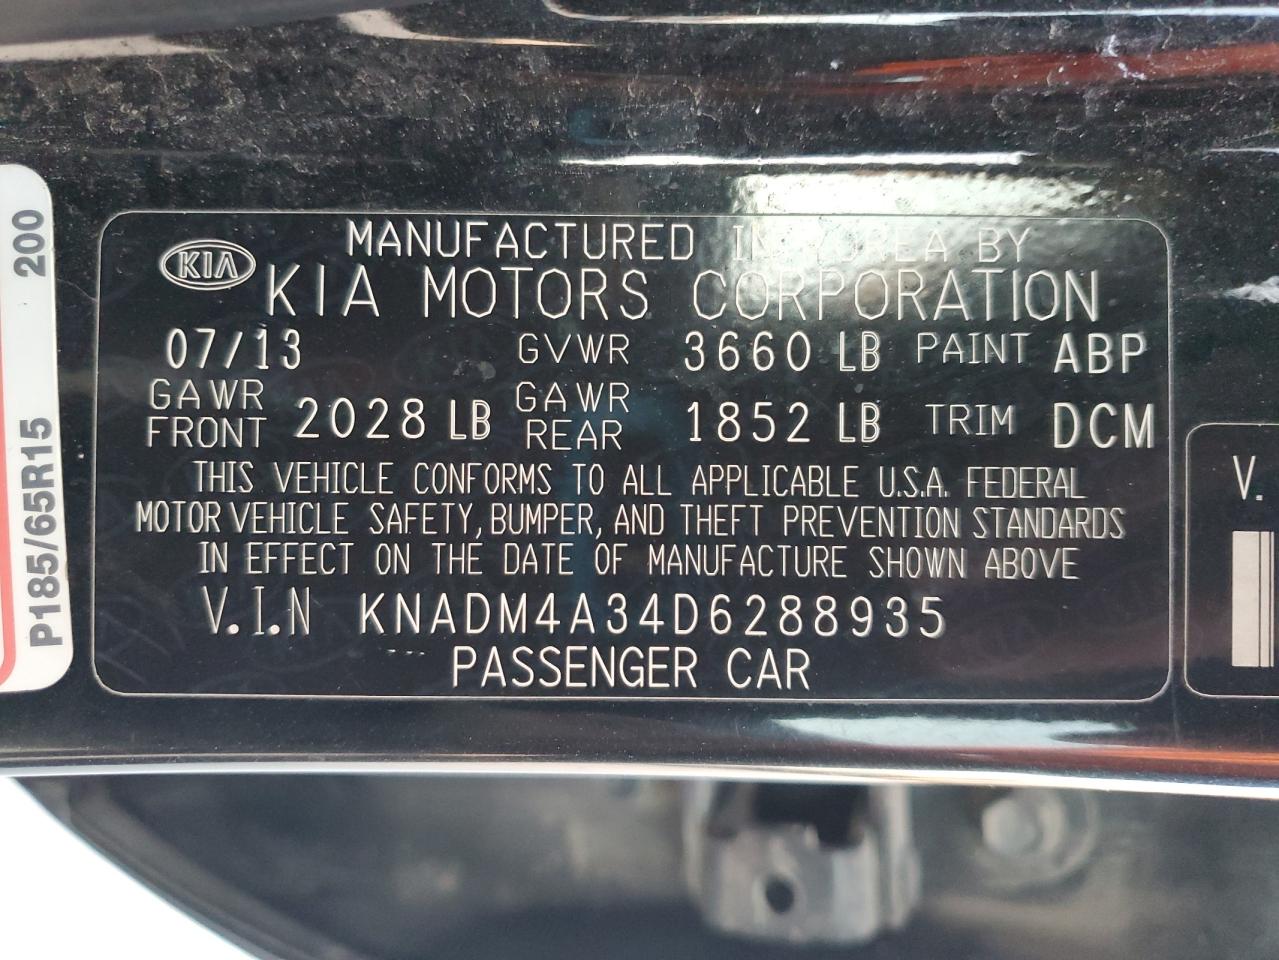 MANUFACTURED IN KOREA BY
KIA
KIA MOTORS CORPORATION
07/13 GVWR 3660 LB PAINT ABP
GAWR FRONT 2028 LB GAWR REAR 1852 LB TRIM DCM
THIS VEHICLE CONFORMS TO ALL APPLICABLE U.S.A. FEDERAL
MOTOR VEHICLE SAFETY, BUMPER, AND THEFT PREVENTION STANDARDS
IN EFFECT ON THE DATE OF MANUFACTURE SHOWN ABOVE
V.I.N KNADM4A34D6288935
PASSENGER CAR
P185/65R15 200
V.